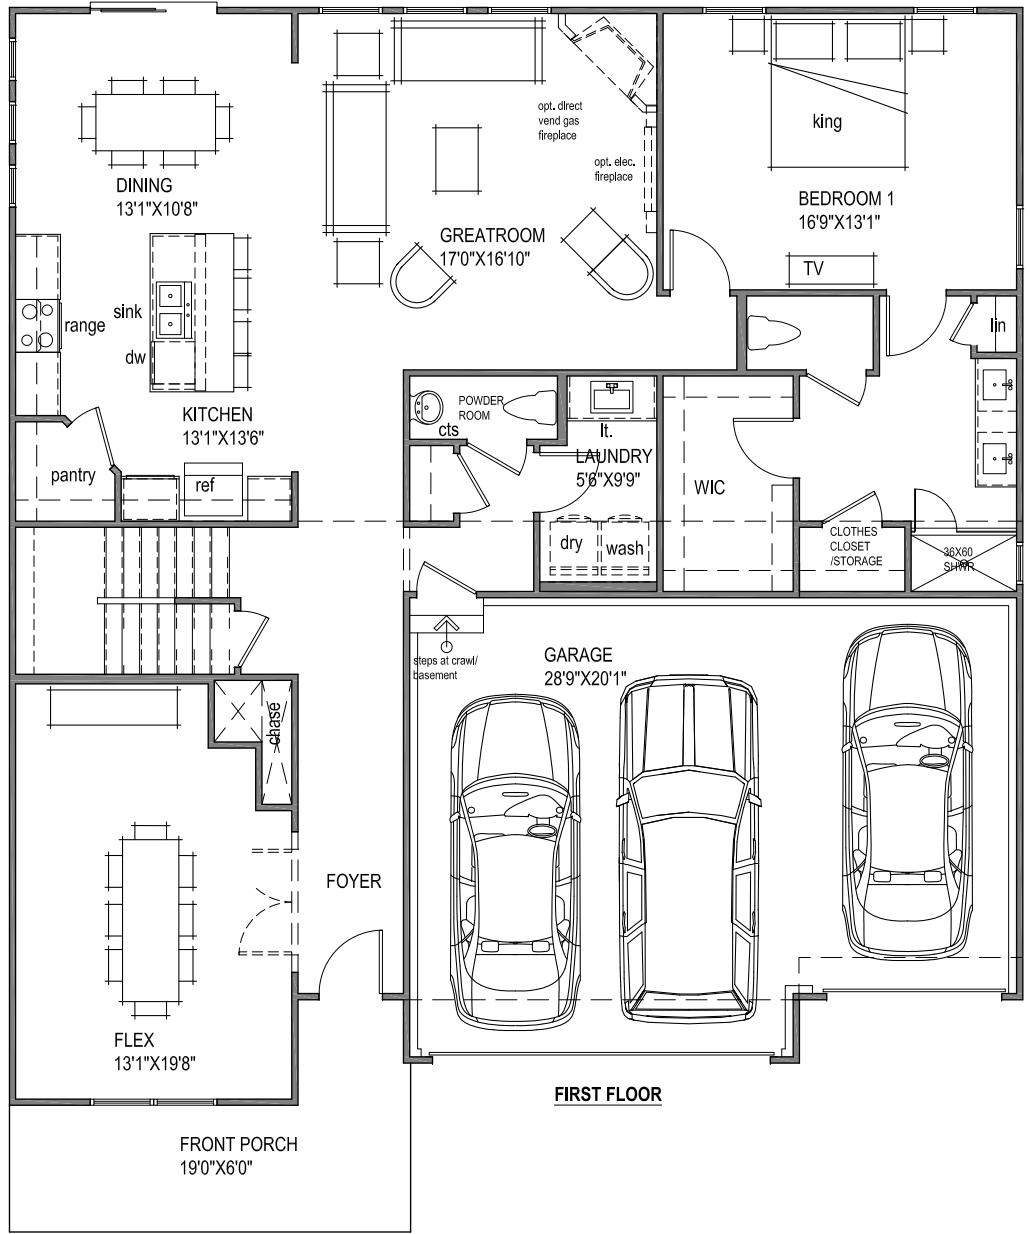 opt. direct
vend gas
fireplace
opt. elec.
fireplace
king
DINING
13'1"X10'8"
BEDROOM 1
16'9"X13'1"
GREATROOM
17'0"X16'10"
TV
sink
range
lin
dw
KITCHEN
13'1"X13'6"
POWDER
ROOM
cts
lt.
LAUNDRY
5'6"X9'9"
pantry
ref
WIC
dry
wash
CLOTHES
CLOSET
/STORAGE
36X60
SHWR
steps at crawl/
basement
GARAGE
28'9"X20'1"
chase
FOYER
FLEX
13'1"X19'8"
FIRST FLOOR
FRONT PORCH
19'0"X6'0"